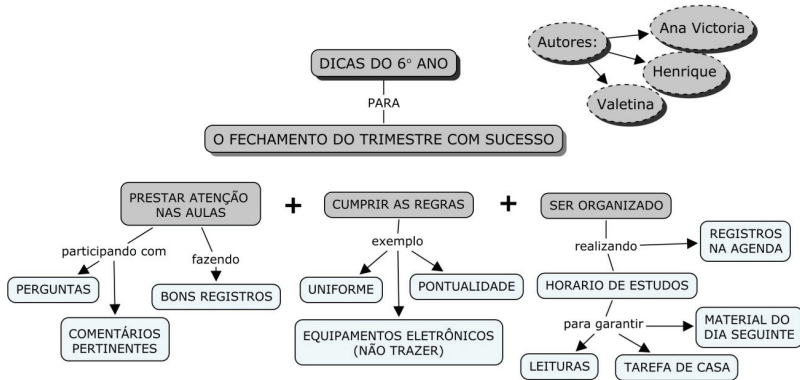 DICAS DO 6º ANO
PARA
O FECHAMENTO DO TRIMESTRE COM SUCESSO
Autores:
Ana Victoria
Henrique
Valetina
PRESTAR ATENÇÃO
NAS AULAS
+
CUMPRIR AS REGRAS
+
SER ORGANIZADO
participando com
fazendo
PERGUNTAS
COMENTÁRIOS
PERTINENTES
BONS REGISTROS
exemplo
UNIFORME
PONTUALIDADE
EQUIPAMENTOS ELETRÔNICOS
(NÃO TRAZER)
realizando
REGISTROS
NA AGENDA
HORARIO DE ESTUDOS
para garantir
MATERIAL DO
DIA SEGUINTE
LEITURAS
TAREFA DE CASA